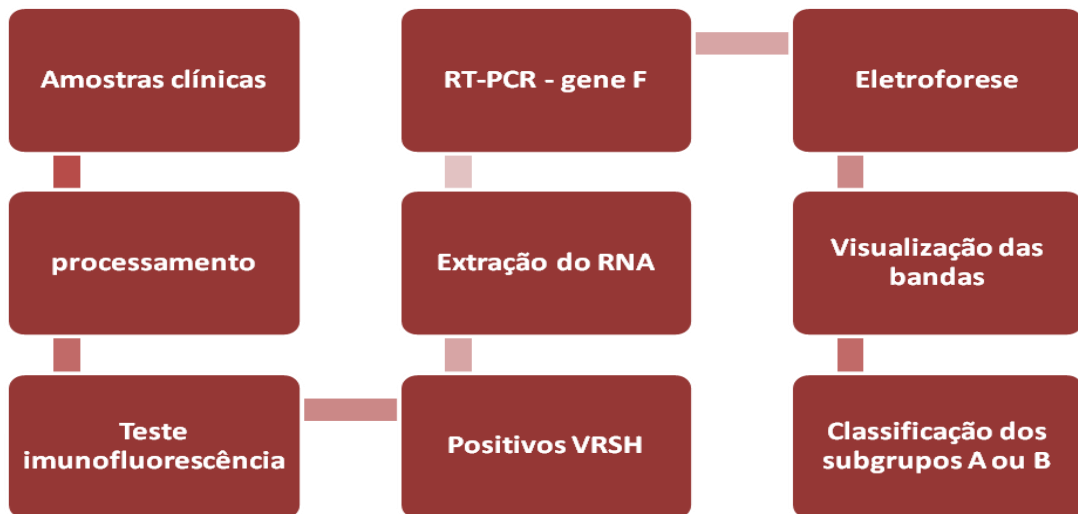 Amostras clínicas
processamento
Teste
imunofluorescência
Positivos VRSH
Extração do RNA
RT-PCR - gene F
Eletroforese
Visualização das
bandas
Classificação dos
subgrupos A ou B